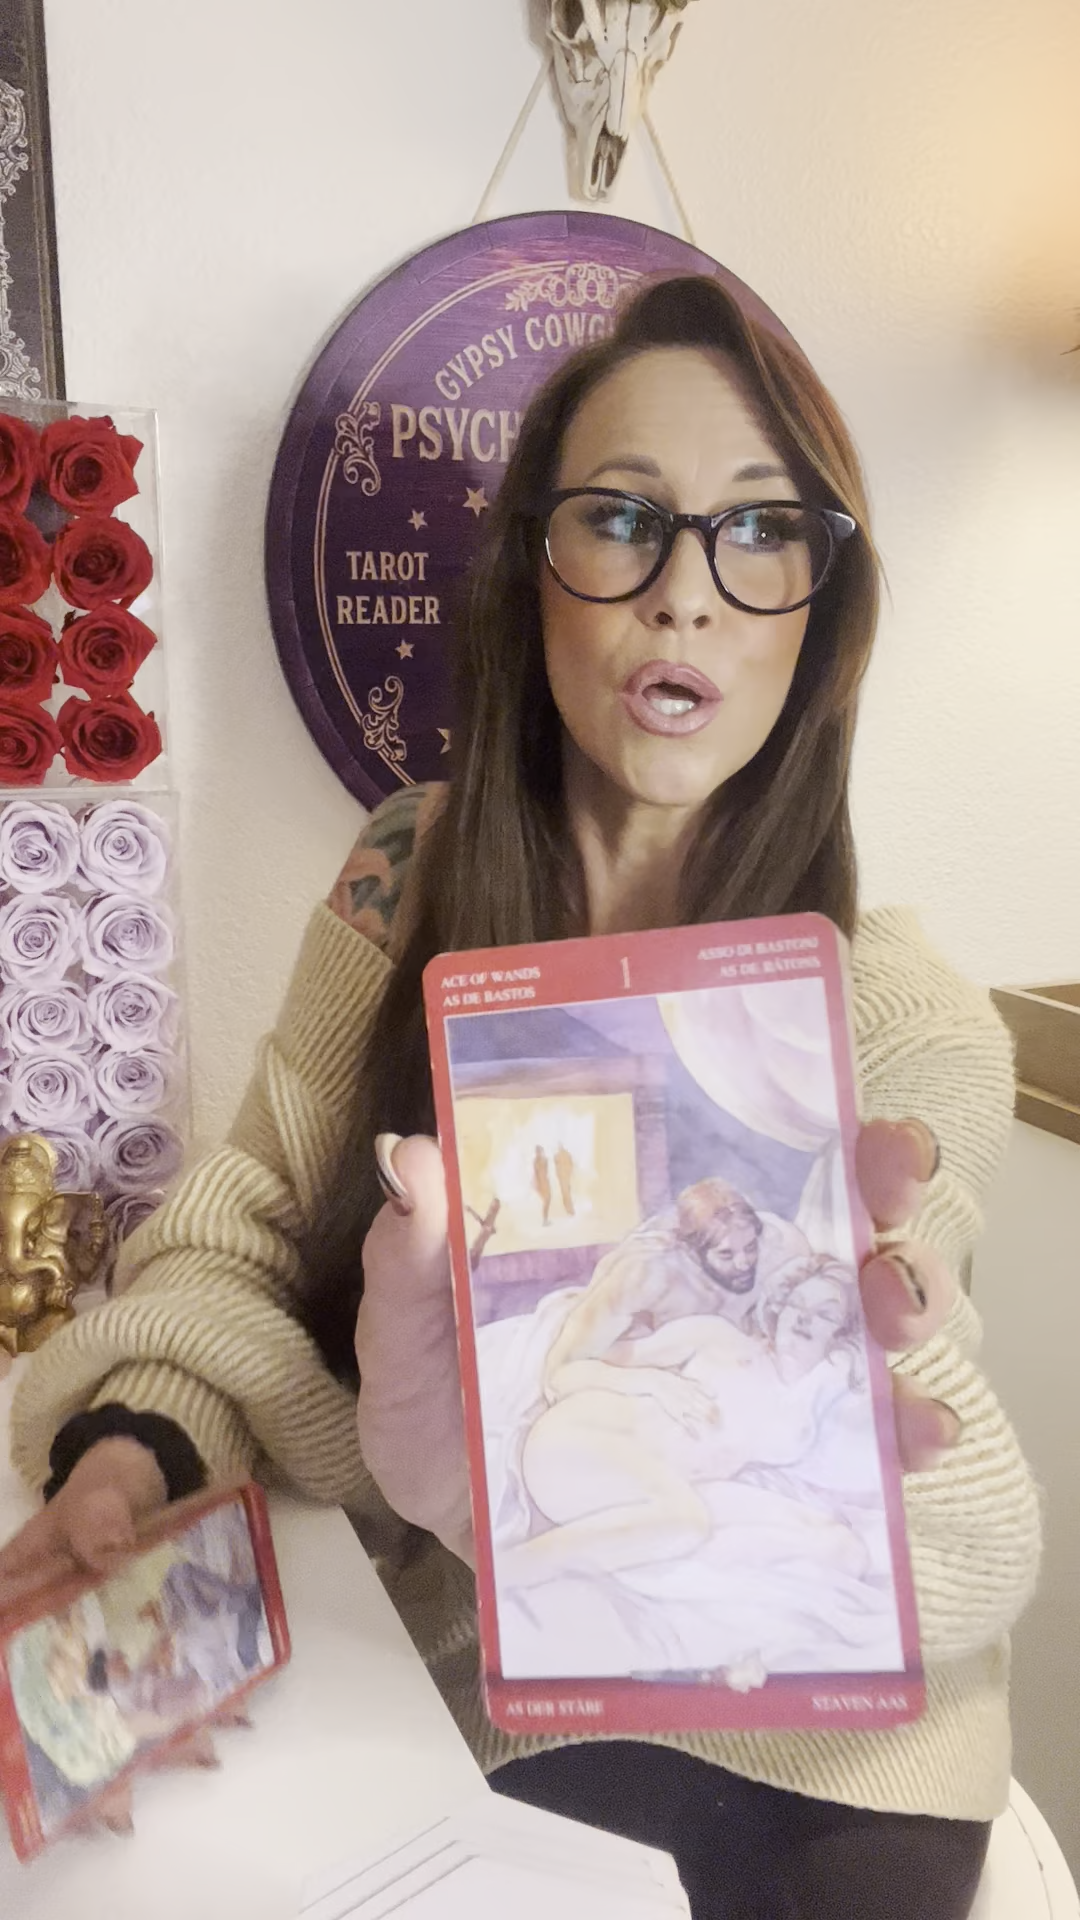 GYPSY COWG
PSYCH
TAROT
READER
ACE OF WANDS
AS DE BASTOS
1
ASSO DI BASTONI
AS DE BÂTONS
AS DER STÄBE
STAVEN AAS